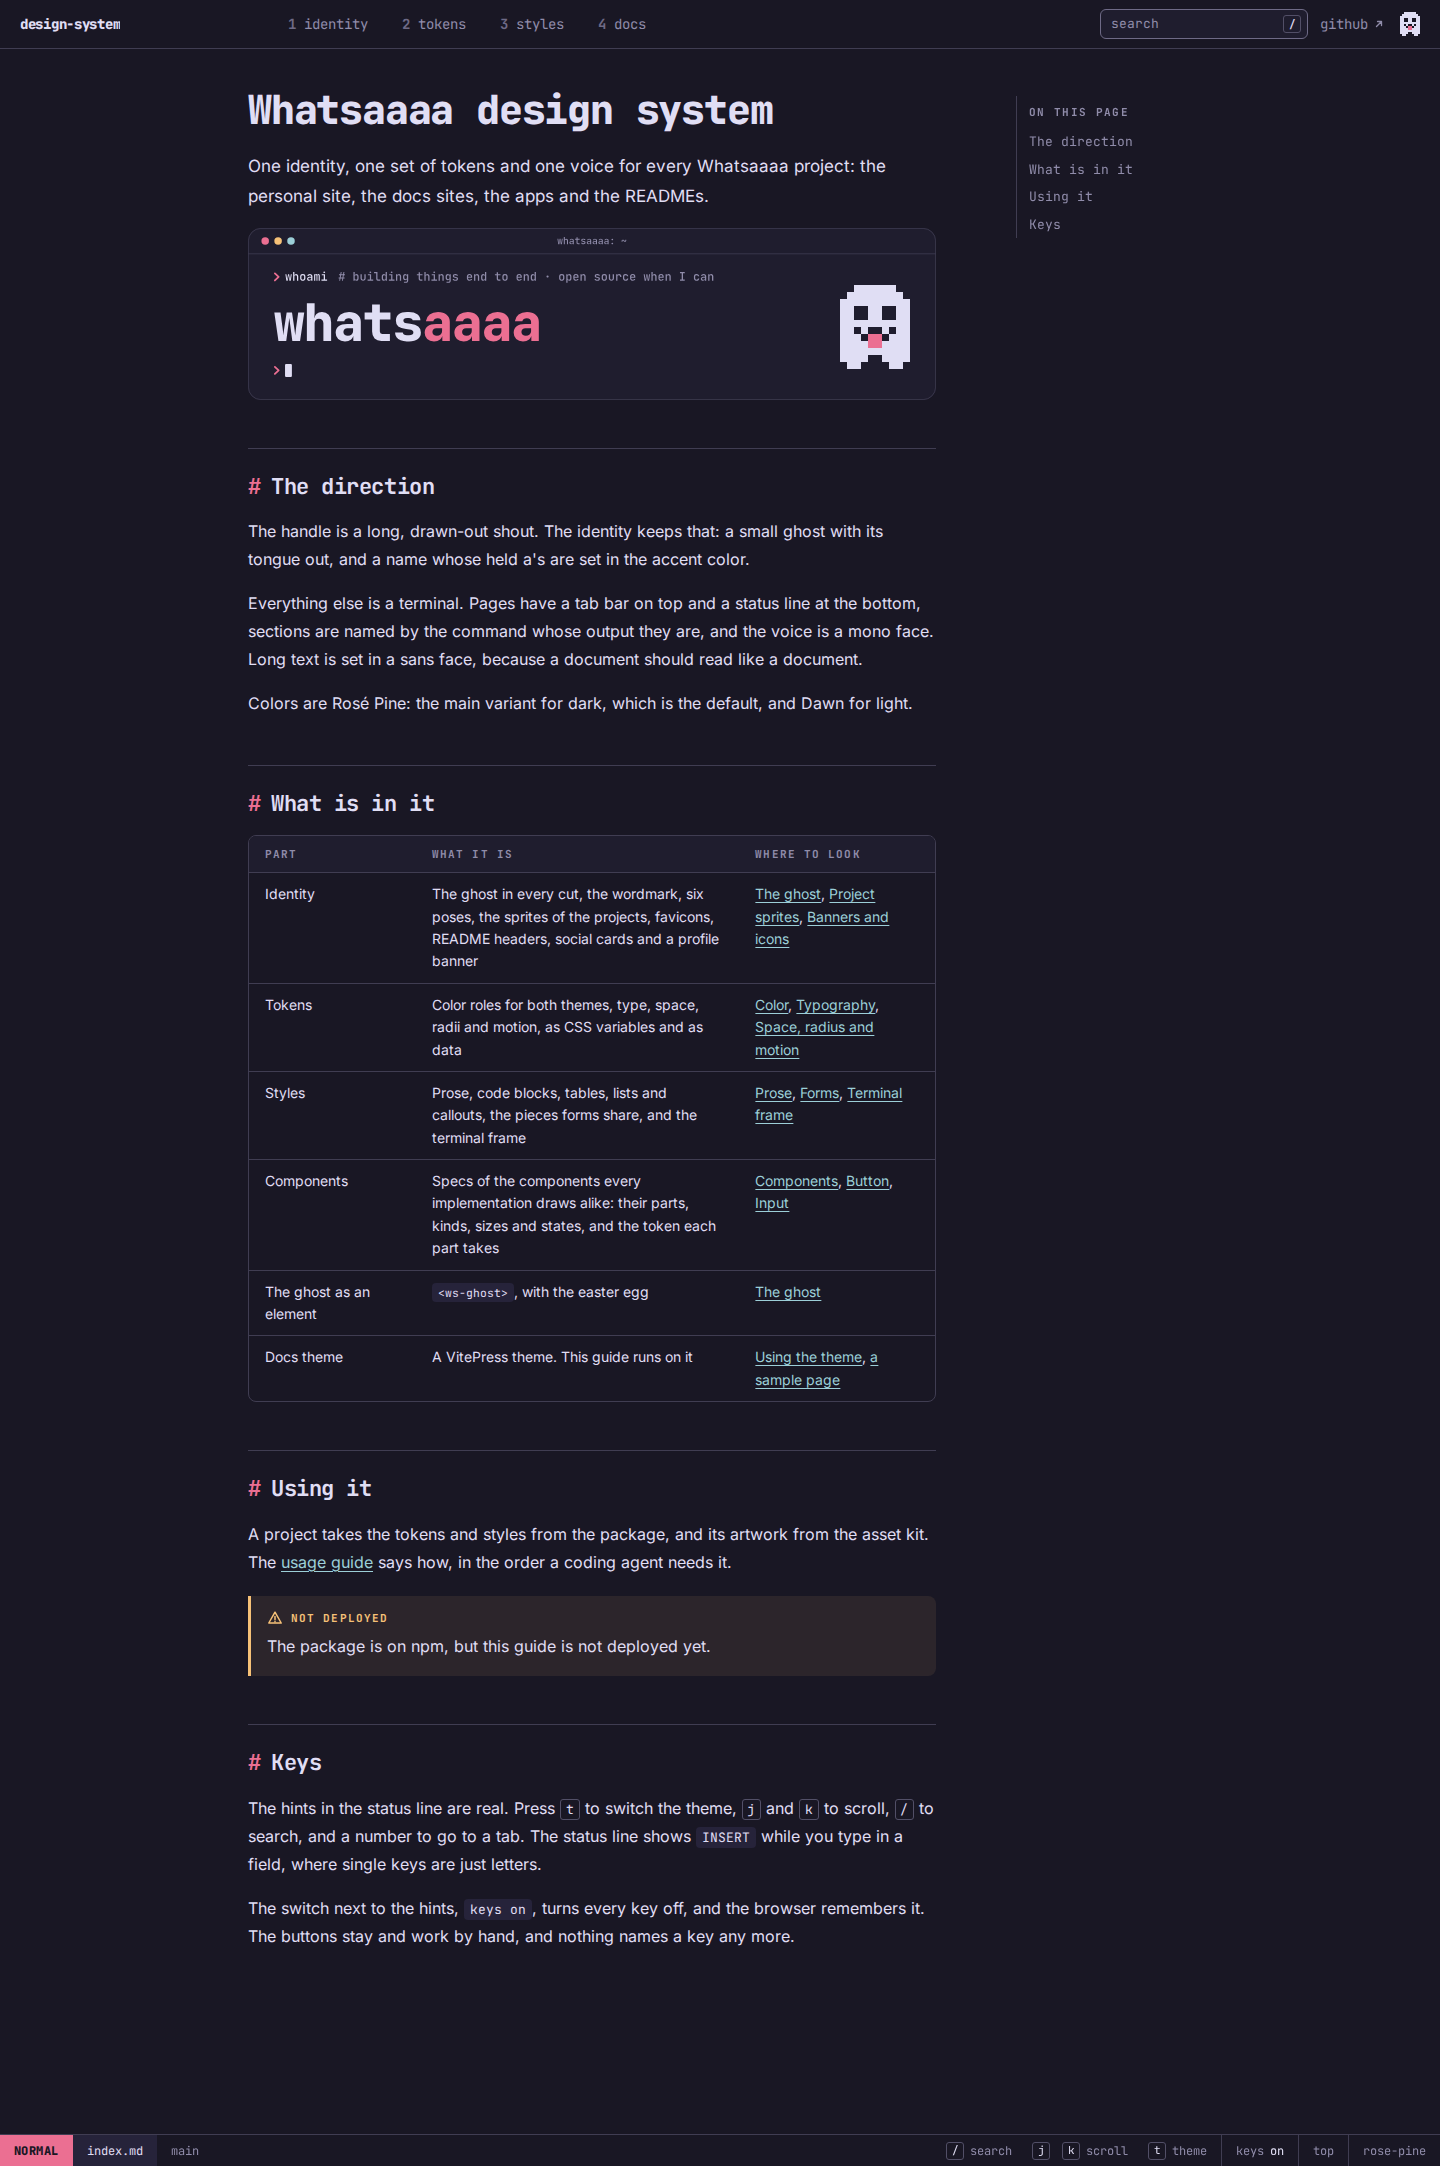 design-system
1 identity
2 tokens
3 styles
4 docs
search /
github ↗
Whatsaaaa design system
One identity, one set of tokens and one voice for every Whatsaaaa project: the
personal site, the docs sites, the apps and the READMEs.
ON THIS PAGE
The direction
What is in it
Using it
Keys
whatsaaaa: ~
whoami # building things end to end · open source when I can
whatsaaaa
# The direction
The handle is a long, drawn-out shout. The identity keeps that: a small ghost with its
tongue out, and a name whose held a's are set in the accent color.
Everything else is a terminal. Pages have a tab bar on top and a status line at the bottom,
sections are named by the command whose output they are, and the voice is a mono face.
Long text is set in a sans face, because a document should read like a document.
Colors are Rosé Pine: the main variant for dark, which is the default, and Dawn for light.
# What is in it
PART WHAT IT IS WHERE TO LOOK
Identity
The ghost in every cut, the wordmark, six
poses, the sprites of the projects, favicons,
README headers, social cards and a profile
banner
The ghost, Project
sprites, Banners and
icons
Tokens
Color roles for both themes, type, space,
radii and motion, as CSS variables and as
data
Color, Typography,
Space, radius and
motion
Styles
Prose, code blocks, tables, lists and
callouts, the pieces forms share, and the
terminal frame
Prose, Forms, Terminal
frame
Components
Specs of the components every
implementation draws alike: their parts,
kinds, sizes and states, and the token each
part takes
Components, Button,
Input
The ghost as an
element
<ws-ghost>, with the easter egg
The ghost
Docs theme
A VitePress theme. This guide runs on it
Using the theme, a
sample page
# Using it
A project takes the tokens and styles from the package, and its artwork from the asset kit.
The usage guide says how, in the order a coding agent needs it.
NOT DEPLOYED
The package is on npm, but this guide is not deployed yet.
# Keys
The hints in the status line are real. Press t to switch the theme, j and k to scroll, / to
search, and a number to go to a tab. The status line shows INSERT while you type in a
field, where single keys are just letters.
The switch next to the hints, keys on, turns every key off, and the browser remembers it.
The buttons stay and work by hand, and nothing names a key any more.
NORMAL index.md main / search j k scroll t theme keys on top rose-pine